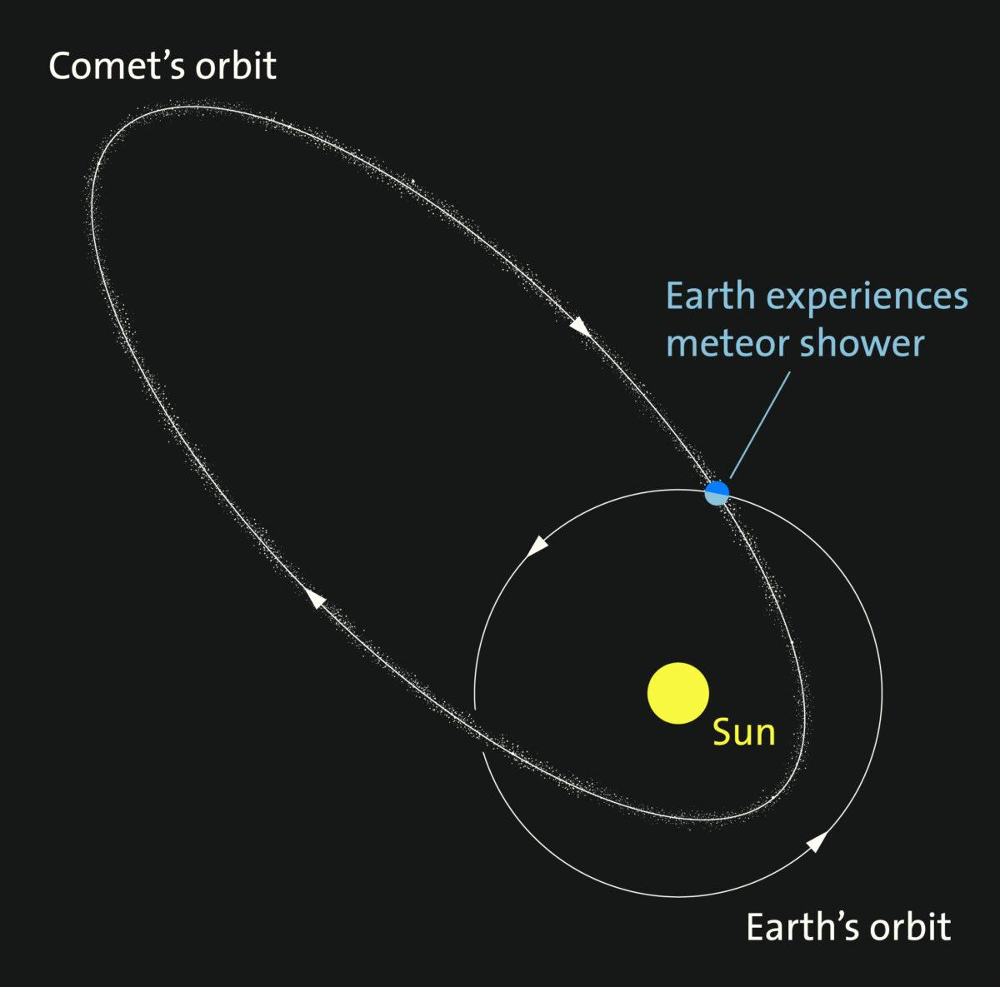 Comet’s orbit
Earth experiences
meteor shower
Sun
Earth’s orbit